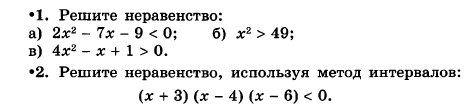 •1. Решите неравенство:
а) 2x² – 7x – 9 < 0; б) x² > 49;
в) 4x² – x + 1 > 0.
•2. Решите неравенство, используя метод интервалов:
(x + 3) (x – 4) (x – 6) < 0.